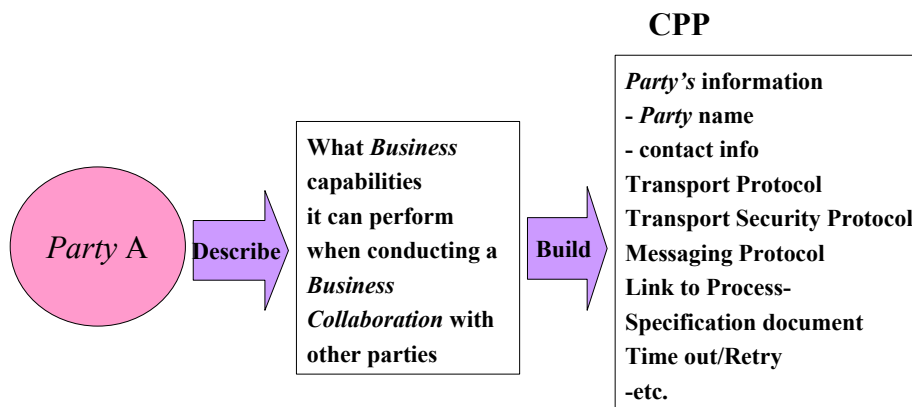 CPP
Party A
Describe
What Business
capabilities
it can perform
when conducting a
Business
Collaboration with
other parties
Build
Party's information
- Party name
- contact info
Transport Protocol
Transport Security Protocol
Messaging Protocol
Link to Process-
Specification document
Time out/Retry
-etc.